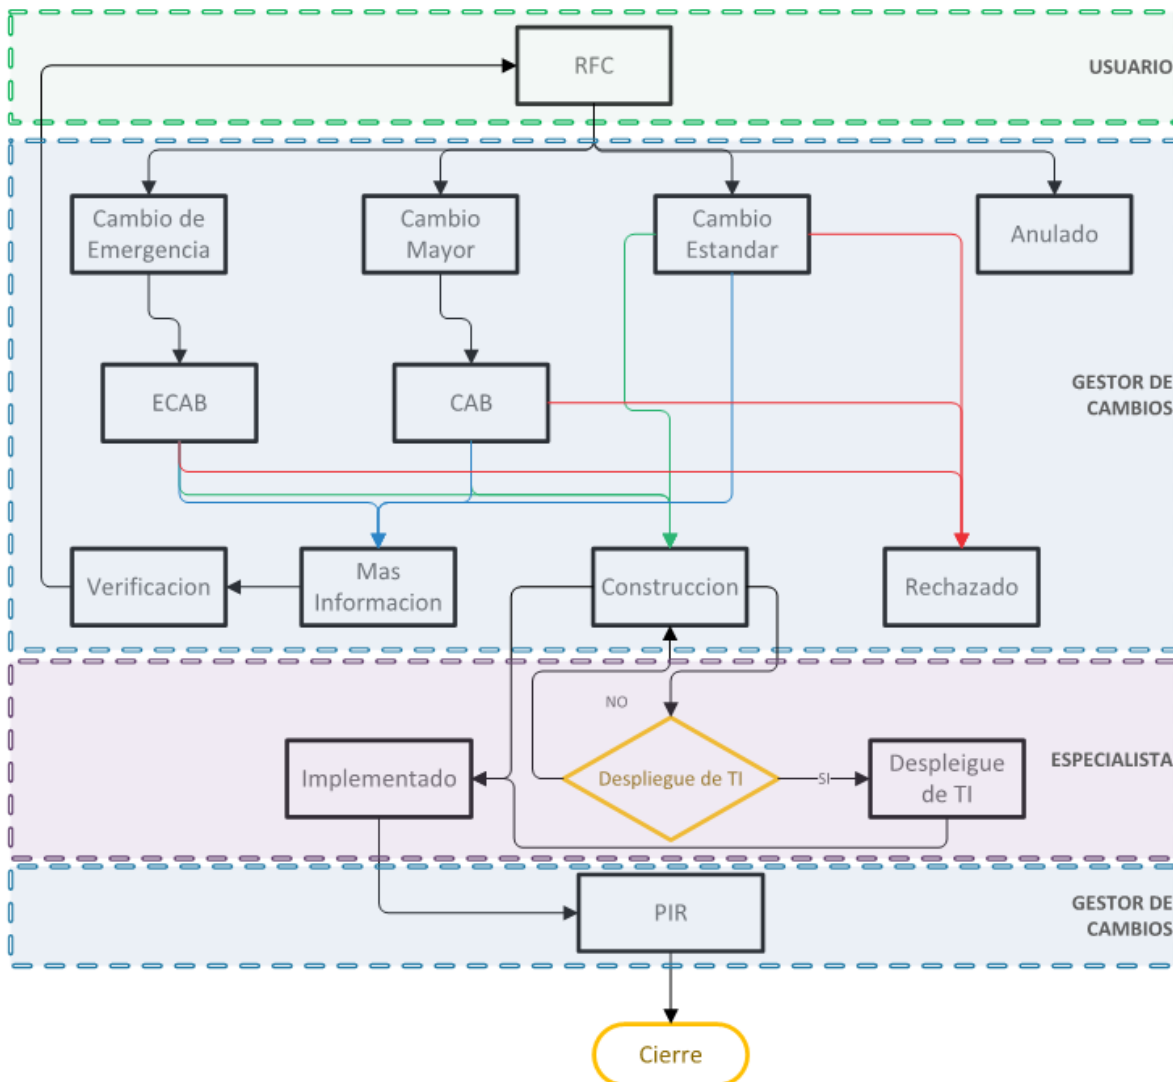 RFC
USUARIO
Cambio de
Emergencia
Cambio
Mayor
Cambio
Estandar
Anulado
ECAB
CAB
GESTOR DE
CAMBIOS
Verificacion
Mas
Informacion
Construccion
Rechazado
NO
Implementado
Despliegue de TI
SI
Despleigue
de TI
ESPECIALISTA
PIR
GESTOR DE
CAMBIOS
Cierre